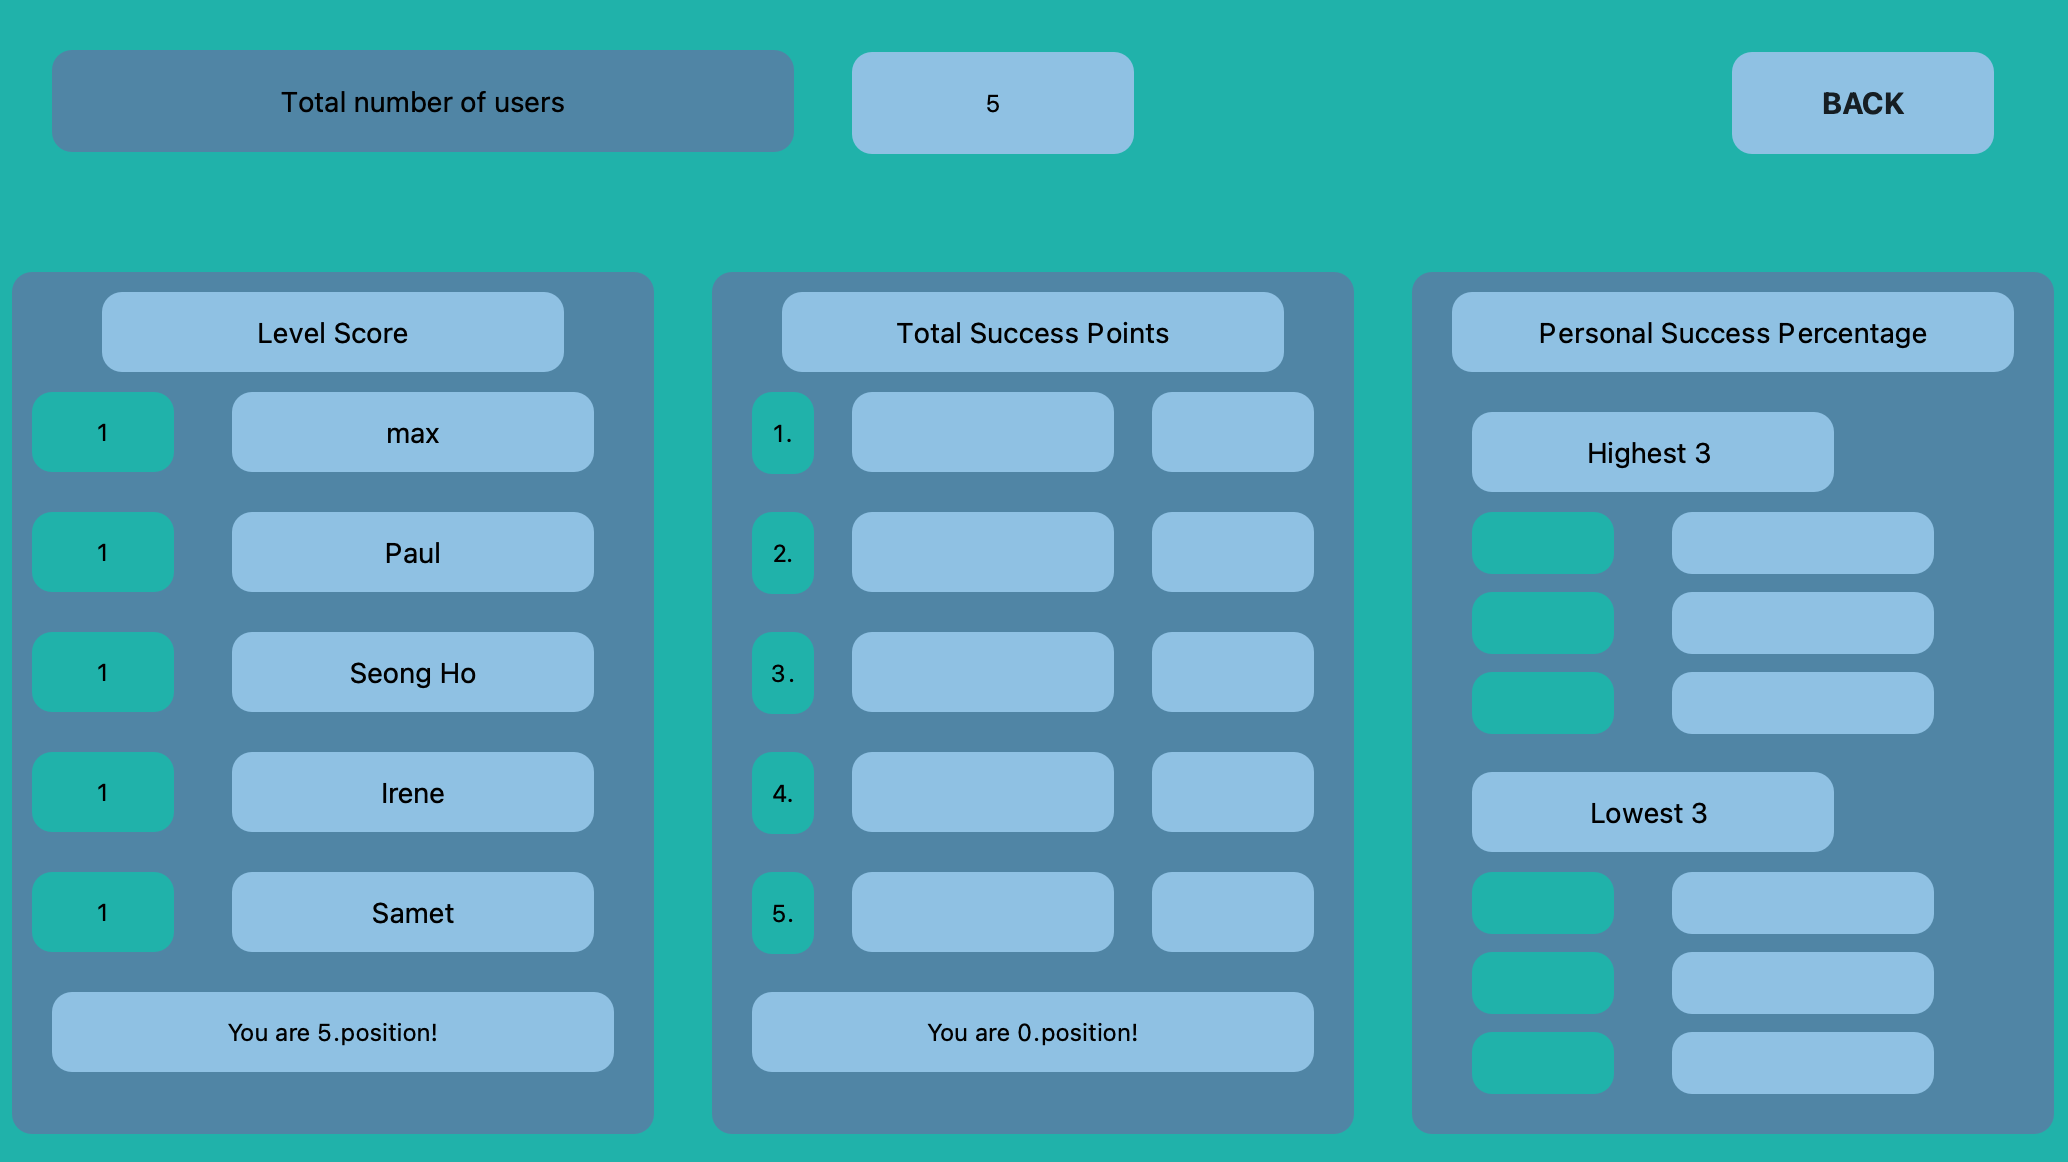 Total number of users
5
BACK
Level Score
1
max
1
Paul
1
Seong Ho
1
Irene
1
Samet
You are 5.position!
Total Success Points
1.
2.
3.
4.
5.
You are 0.position!
Personal Success Percentage
Highest 3
Lowest 3